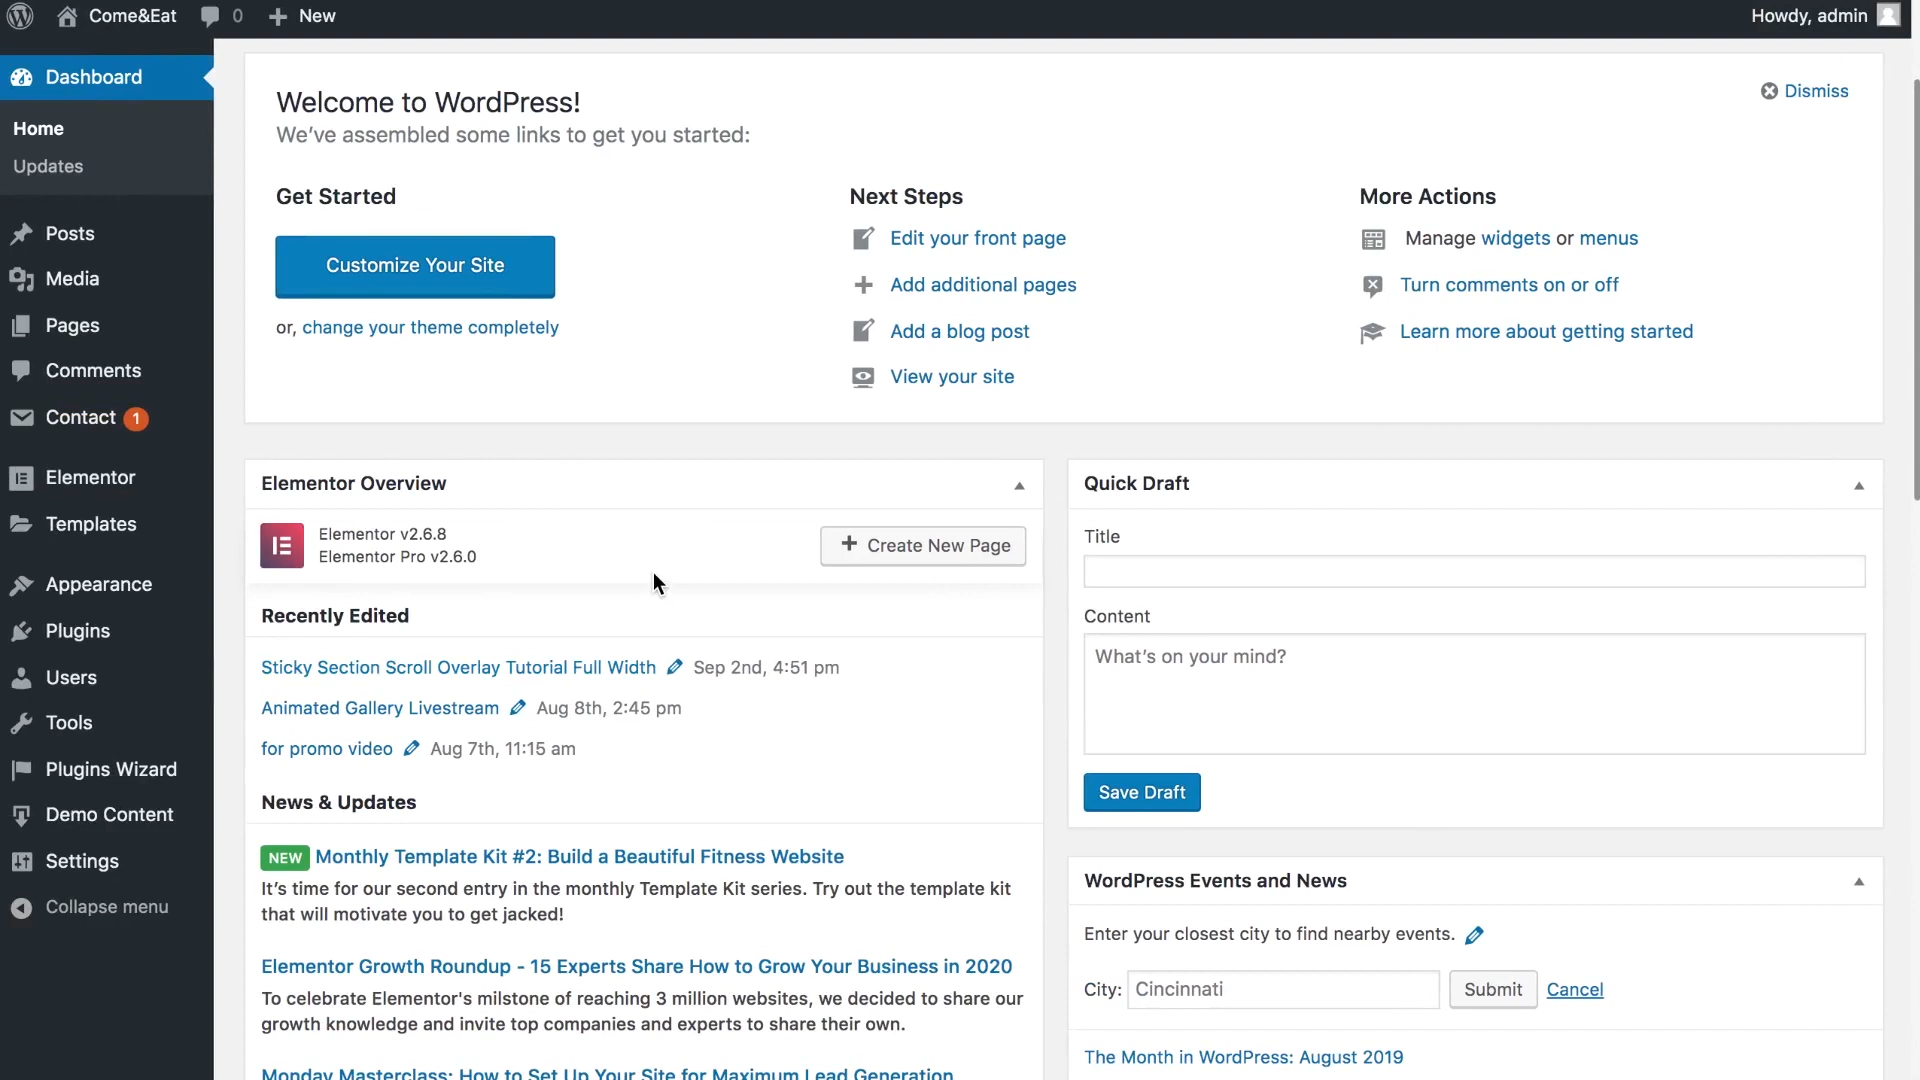 Come&Eat
0
New
Howdy, admin
Dashboard
Home
Updates
Posts
Media
Pages
Comments
Contact 1
Elementor
Templates
Appearance
Plugins
Users
Tools
Plugins Wizard
Demo Content
Settings
Collapse menu
Welcome to WordPress!
Dismiss
We've assembled some links to get you started:
Get Started
Customize Your Site
or, change your theme completely
Next Steps
Edit your front page
Add additional pages
Add a blog post
View your site
More Actions
Manage widgets or menus
Turn comments on or off
Learn more about getting started
Elementor Overview
Elementor v2.6.8
Elementor Pro v2.6.0
Create New Page
Recently Edited
Sticky Section Scroll Overlay Tutorial Full Width Sep 2nd, 4:51 pm
Animated Gallery Livestream Aug 8th, 2:45 pm
for promo video Aug 7th, 11:15 am
News & Updates
NEW Monthly Template Kit #2: Build a Beautiful Fitness Website
It's time for our second entry in the monthly Template Kit series. Try out the template kit
that will motivate you to get jacked!
Elementor Growth Roundup - 15 Experts Share How to Grow Your Business in 2020
To celebrate Elementor's milstone of reaching 3 million websites, we decided to share our
growth knowledge and invite top companies and experts to share their own.
Monday Masterclass: How to Set Up Your Site for Maximum Lead Generation
Quick Draft
Title
Content
What's on your mind?
Save Draft
WordPress Events and News
Enter your closest city to find nearby events.
City: Cincinnati Submit Cancel
The Month in WordPress: August 2019